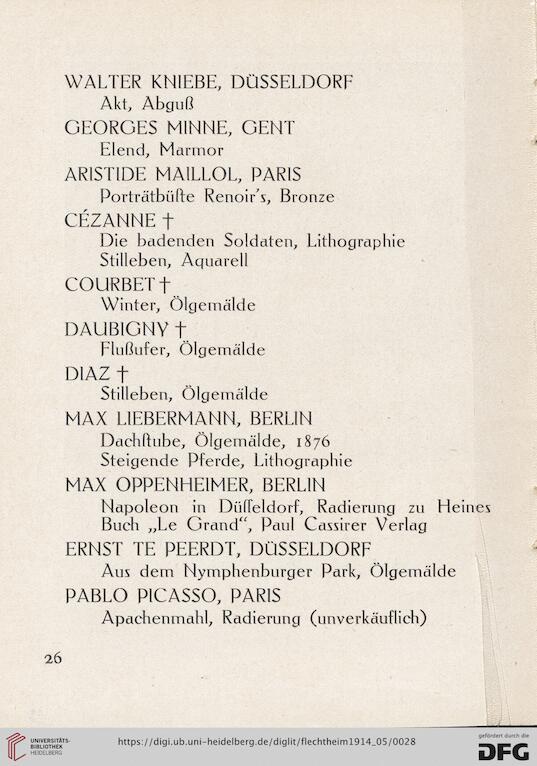 WALTER KNIEBE, DÜSSELDORF
Akt, Abguß
GEORGES MINNE, GENT
Elend, Marmor
ARISTIDE MAILLOL, PARIS
Porträtbüſte Renoir's, Bronze
CÉZANNE †
Die badenden Soldaten, Lithographie
Stilleben, Aquarell
COURBET †
Winter, Ölgemälde
DAUBIGNY †
Flußufer, Ölgemälde
DIAZ †
Stilleben, Ölgemälde
MAX LIEBERMANN, BERLIN
Dachſtube, Ölgemälde, 1876
Steigende Pferde, Lithographie
MAX OPPENHEIMER, BERLIN
Napoleon in Düſſeldorf, Radierung zu Heines
Buch „Le Grand“, Paul Cassirer Verlag
ERNST TE PEERDT, DÜSSELDORF
Aus dem Nymphenburger Park, Ölgemälde
PABLO PICASSO, PARIS
Apachenmahl, Radierung (unverkäuflich)
26
UNIVERSITÄTS-
BIBLIOTHEK
HEIDELBERG
https://digi.ub.uni-heidelberg.de/diglit/flechtheim1914_05/0028
gefördert durch die
DFG